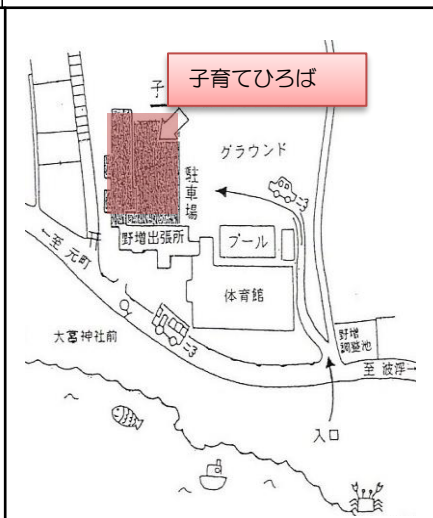 子育てひろば
子
グラウンド
駐車場
野増出張所
プール
←至 元町
体育館
大宮神社前
野増
調整池
至 波浮→
入口